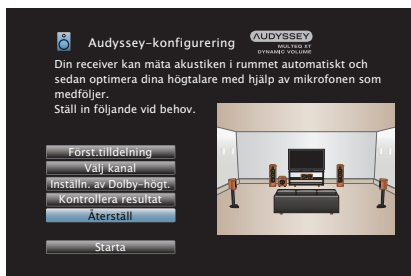 Audyssey-konfigurering
AUDYSSEY
MULTEQ XT
DYNAMIC VOLUME
Din receiver kan mäta akustiken i rummet automatiskt och
sedan optimera dina högtalare med hjälp av mikrofonen som
medföljer.
Ställ in följande vid behov.
Först.tilldelning
Välj kanal
Inställn. av Dolby-högt.
Kontrollera resultat
Återställ
Starta